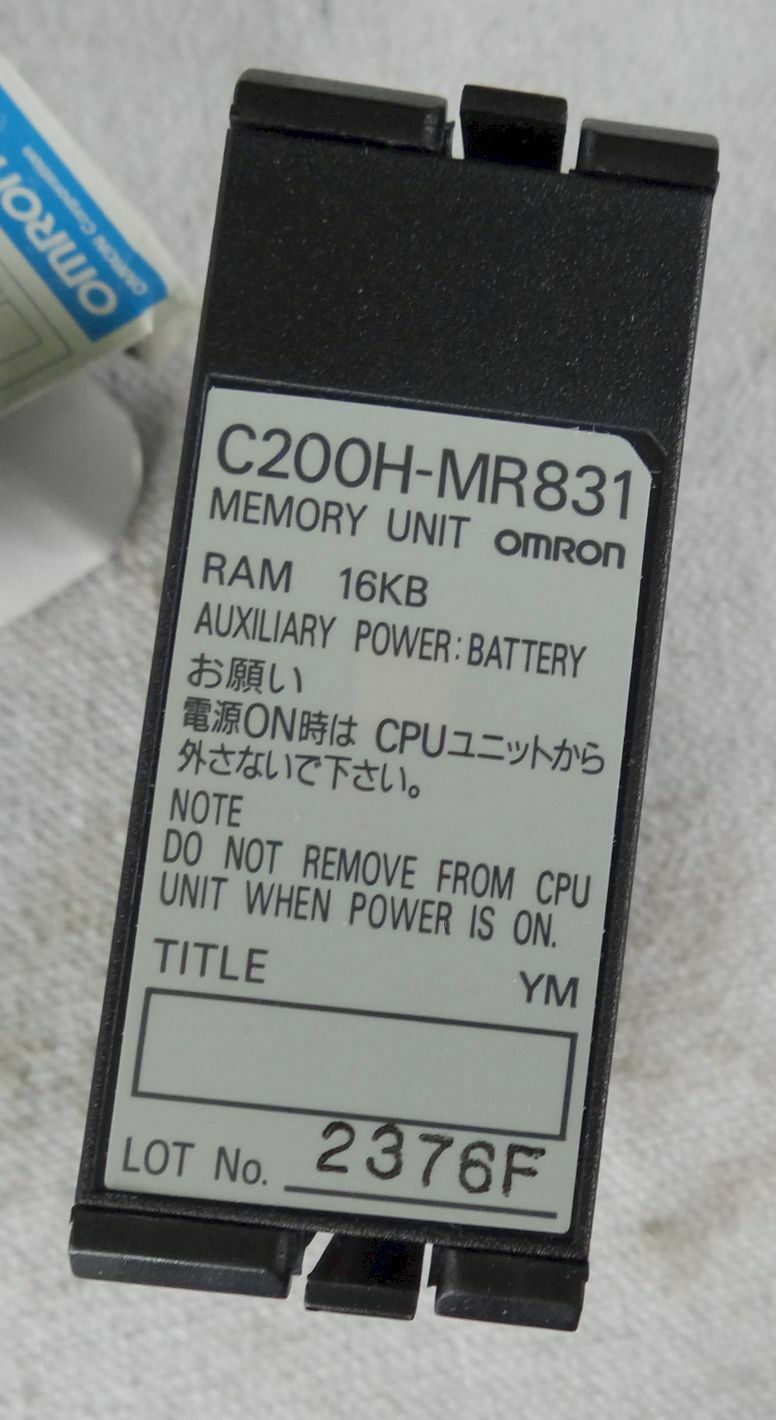 omron
OMRON Corporation
C200H-MR831
MEMORY UNIT omron
RAM 16KB
AUXILIARY POWER:BATTERY
お願い
電源ON時は CPUユニットから
外さないで下さい。
NOTE
DO NOT REMOVE FROM CPU
UNIT WHEN POWER IS ON.
TITLE YM
LOT No. 2376F